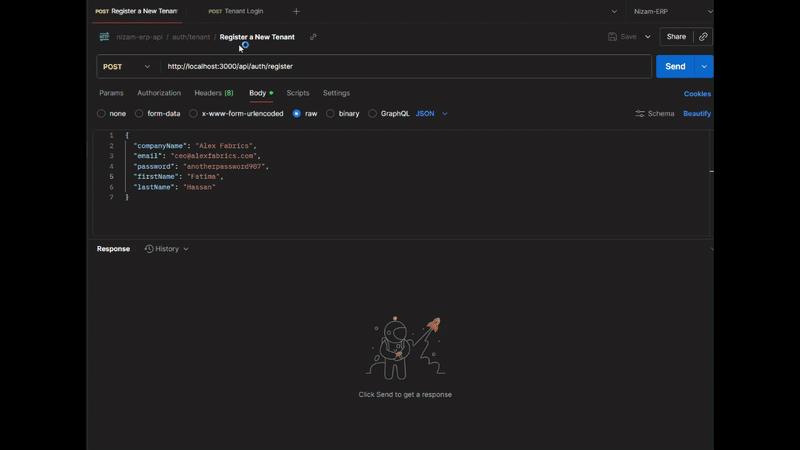 POST Register a New Tenant POST Tenant Login + Nizam-ERP
nizam-erp-api / auth/tenant / Register a New Tenant Save Share
POST http://localhost:3000/api/auth/register Send
Params Authorization Headers (8) Body Scripts Settings Cookies
none form-data x-www-form-urlencoded raw binary GraphQL JSON Schema Beautify
1 {
2 "companyName": "Alex Fabrics",
3 "email": "ceo@alexfabrics.com",
4 "password": "anotherpassword987",
5 "firstName": "Fatima",
6 "lastName": "Hassan"
7 }
Response History
Click Send to get a response